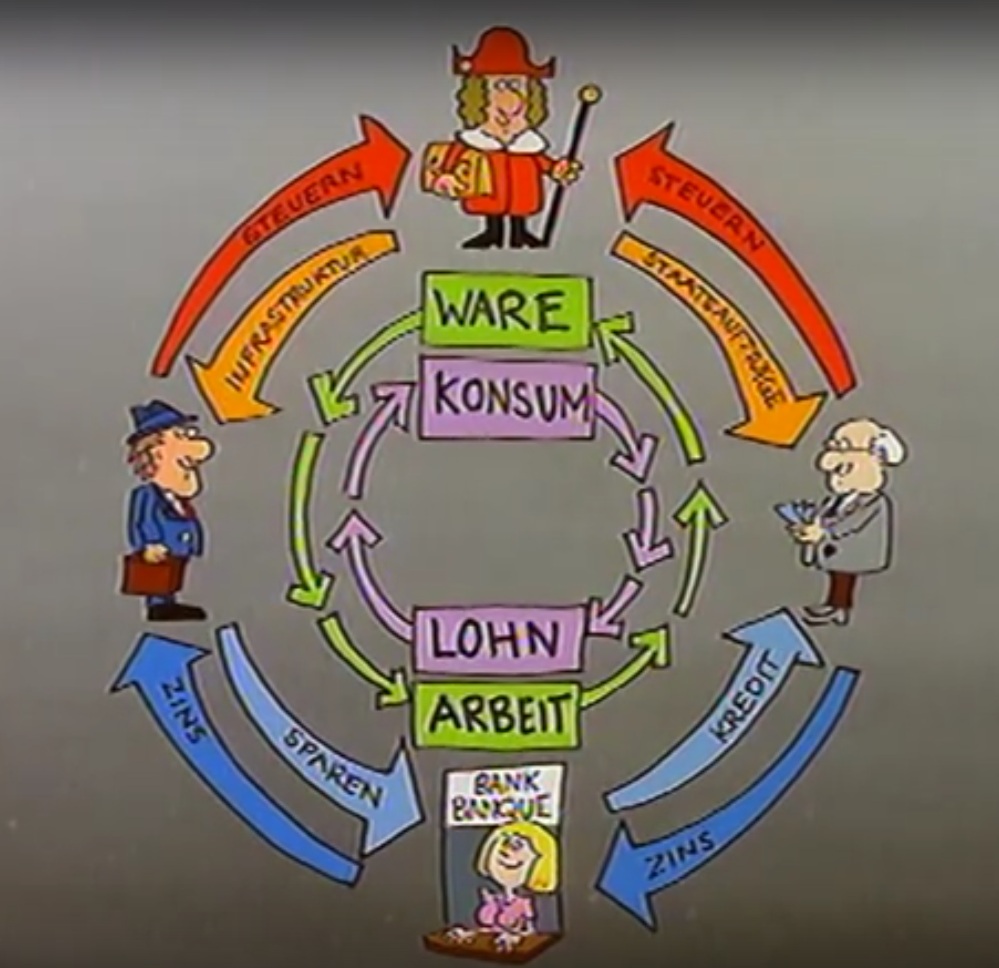 STEUERN
STEUERN
INFRASTRUKTUR
STAATSAUFTRÄGE
WARE
KONSUM
LOHN
ARBEIT
ZINS
SPAREN
KREDIT
ZINS
BANK
BANQUE